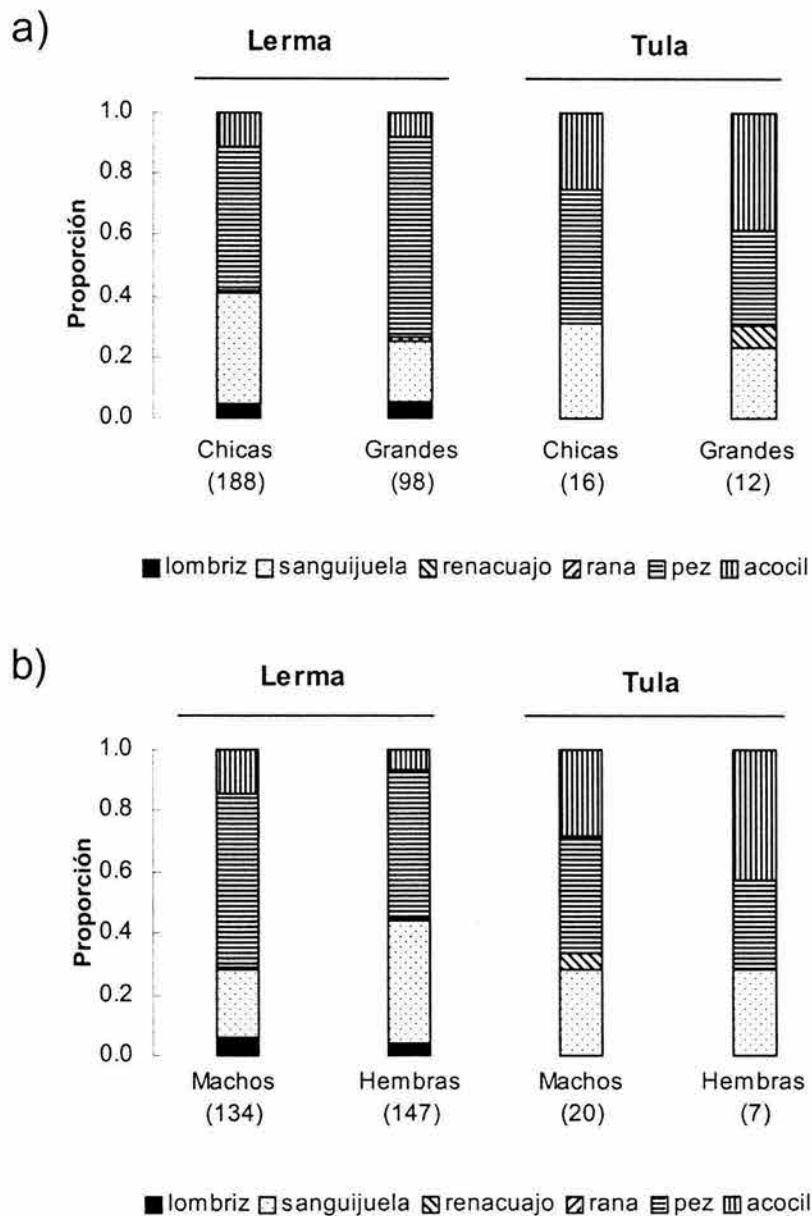 a)
Lerma Tula
Proporción
1.0
0.8
0.6
0.4
0.2
0.0
Chicas Grandes Chicas Grandes
(188) (98) (16) (12)
lombriz sanguijuela renacuajo rana pez acocil
b)
Lerma Tula
Proporción
1.0
0.8
0.6
0.4
0.2
0.0
Machos Hembras Machos Hembras
(134) (147) (20) (7)
lombriz sanguijuela renacuajo rana pez acocil